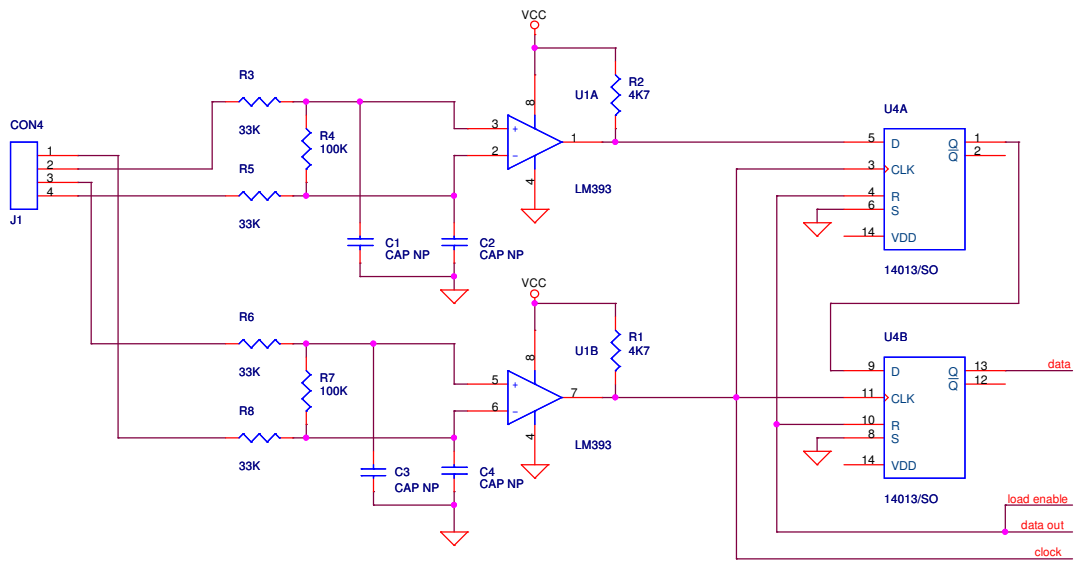 VCC
R3
33K
R4
100K
R5
33K
CON4
1
2
3
4
J1
C1
CAP NP
C2
CAP NP
3
+
2
-
8
4
1
U1A
LM393
R2
4K7
U4A
5
D
3
CLK
4
R
6
S
14
VDD
Q
1
Q
2
14013/SO
VCC
R6
33K
R7
100K
R8
33K
C3
CAP NP
C4
CAP NP
5
+
6
-
8
4
7
U1B
LM393
R1
4K7
U4B
9
D
11
CLK
10
R
8
S
14
VDD
Q
13
Q
12
14013/SO
data
load enable
data out
clock